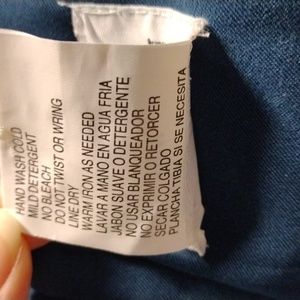 HAND WASH COLD
MILD DETERGENT
NO BLEACH
DO NOT TWIST OR WRING
LINE DRY
WARM IRON AS NEEDED
LAVAR A MANO EN AGUA FRIA
JABON SUAVE O DETERGENTE
NO USAR BLANQUEADOR
NO EXPRIMIR O RETORCER
SECAR COLGADO
PLANCHA TIBIA SI SE NECESITA